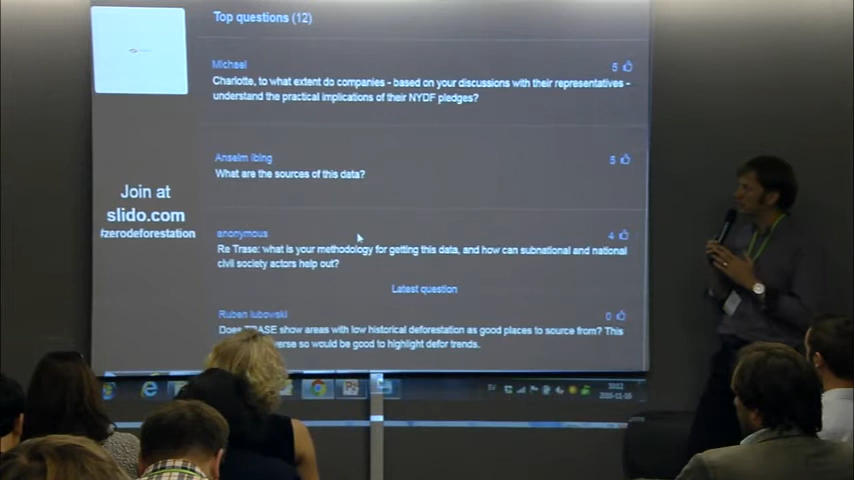 Top questions (12)
Michael
5
Charlotte, to what extent do companies - based on your discussions with their representatives -
understand the practical implications of their NYDF pledges?
Anselm Ibing
5
What are the sources of this data?
Join at
slido.com
#zerodeforestation
anonymous
4
Re Trase: what is your methodology for getting this data, and how can subnational and national
civil society actors help out?
Latest question
Ruben lubowski
0
Does TRASE show areas with low historical deforestation as good places to source from? This
verse so would be good to highlight defor trends.
SV